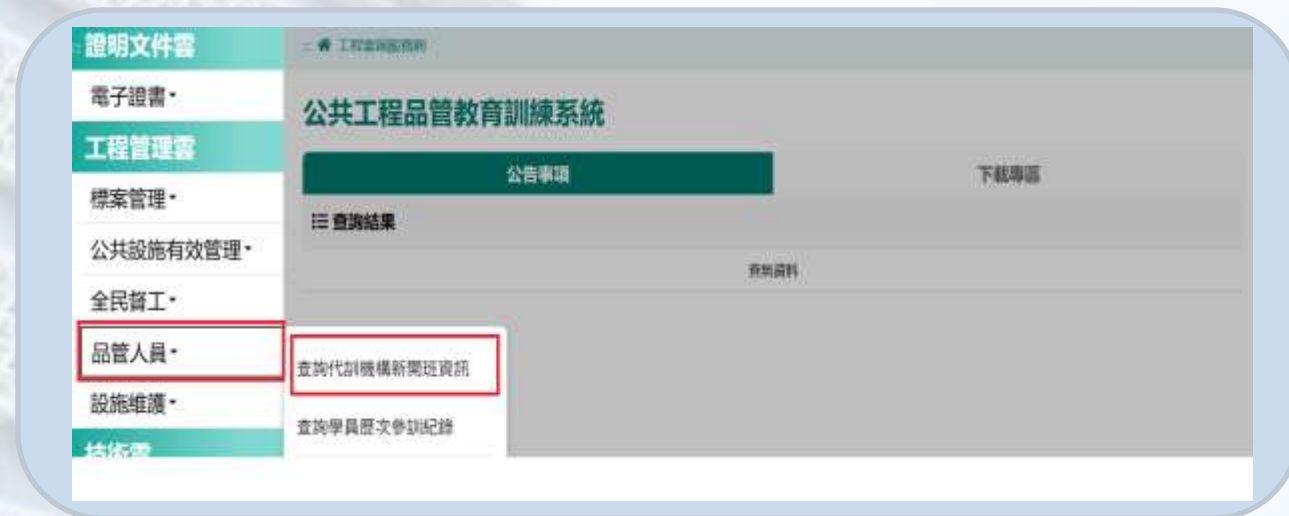 證明文件雲
電子證書
工程管理雲
標案管理
公共設施有效管理
全民督工
品管人員
設施維護
技術雲
公共工程品管教育訓練系統
公告事項
下載專區
查詢結果
查無資料
查詢代訓機構新開班資訊
查詢學員歷次參訓紀錄